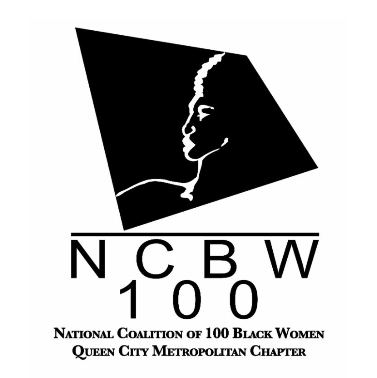 NCBW
100
National Coalition of 100 Black Women
Queen City Metropolitan Chapter